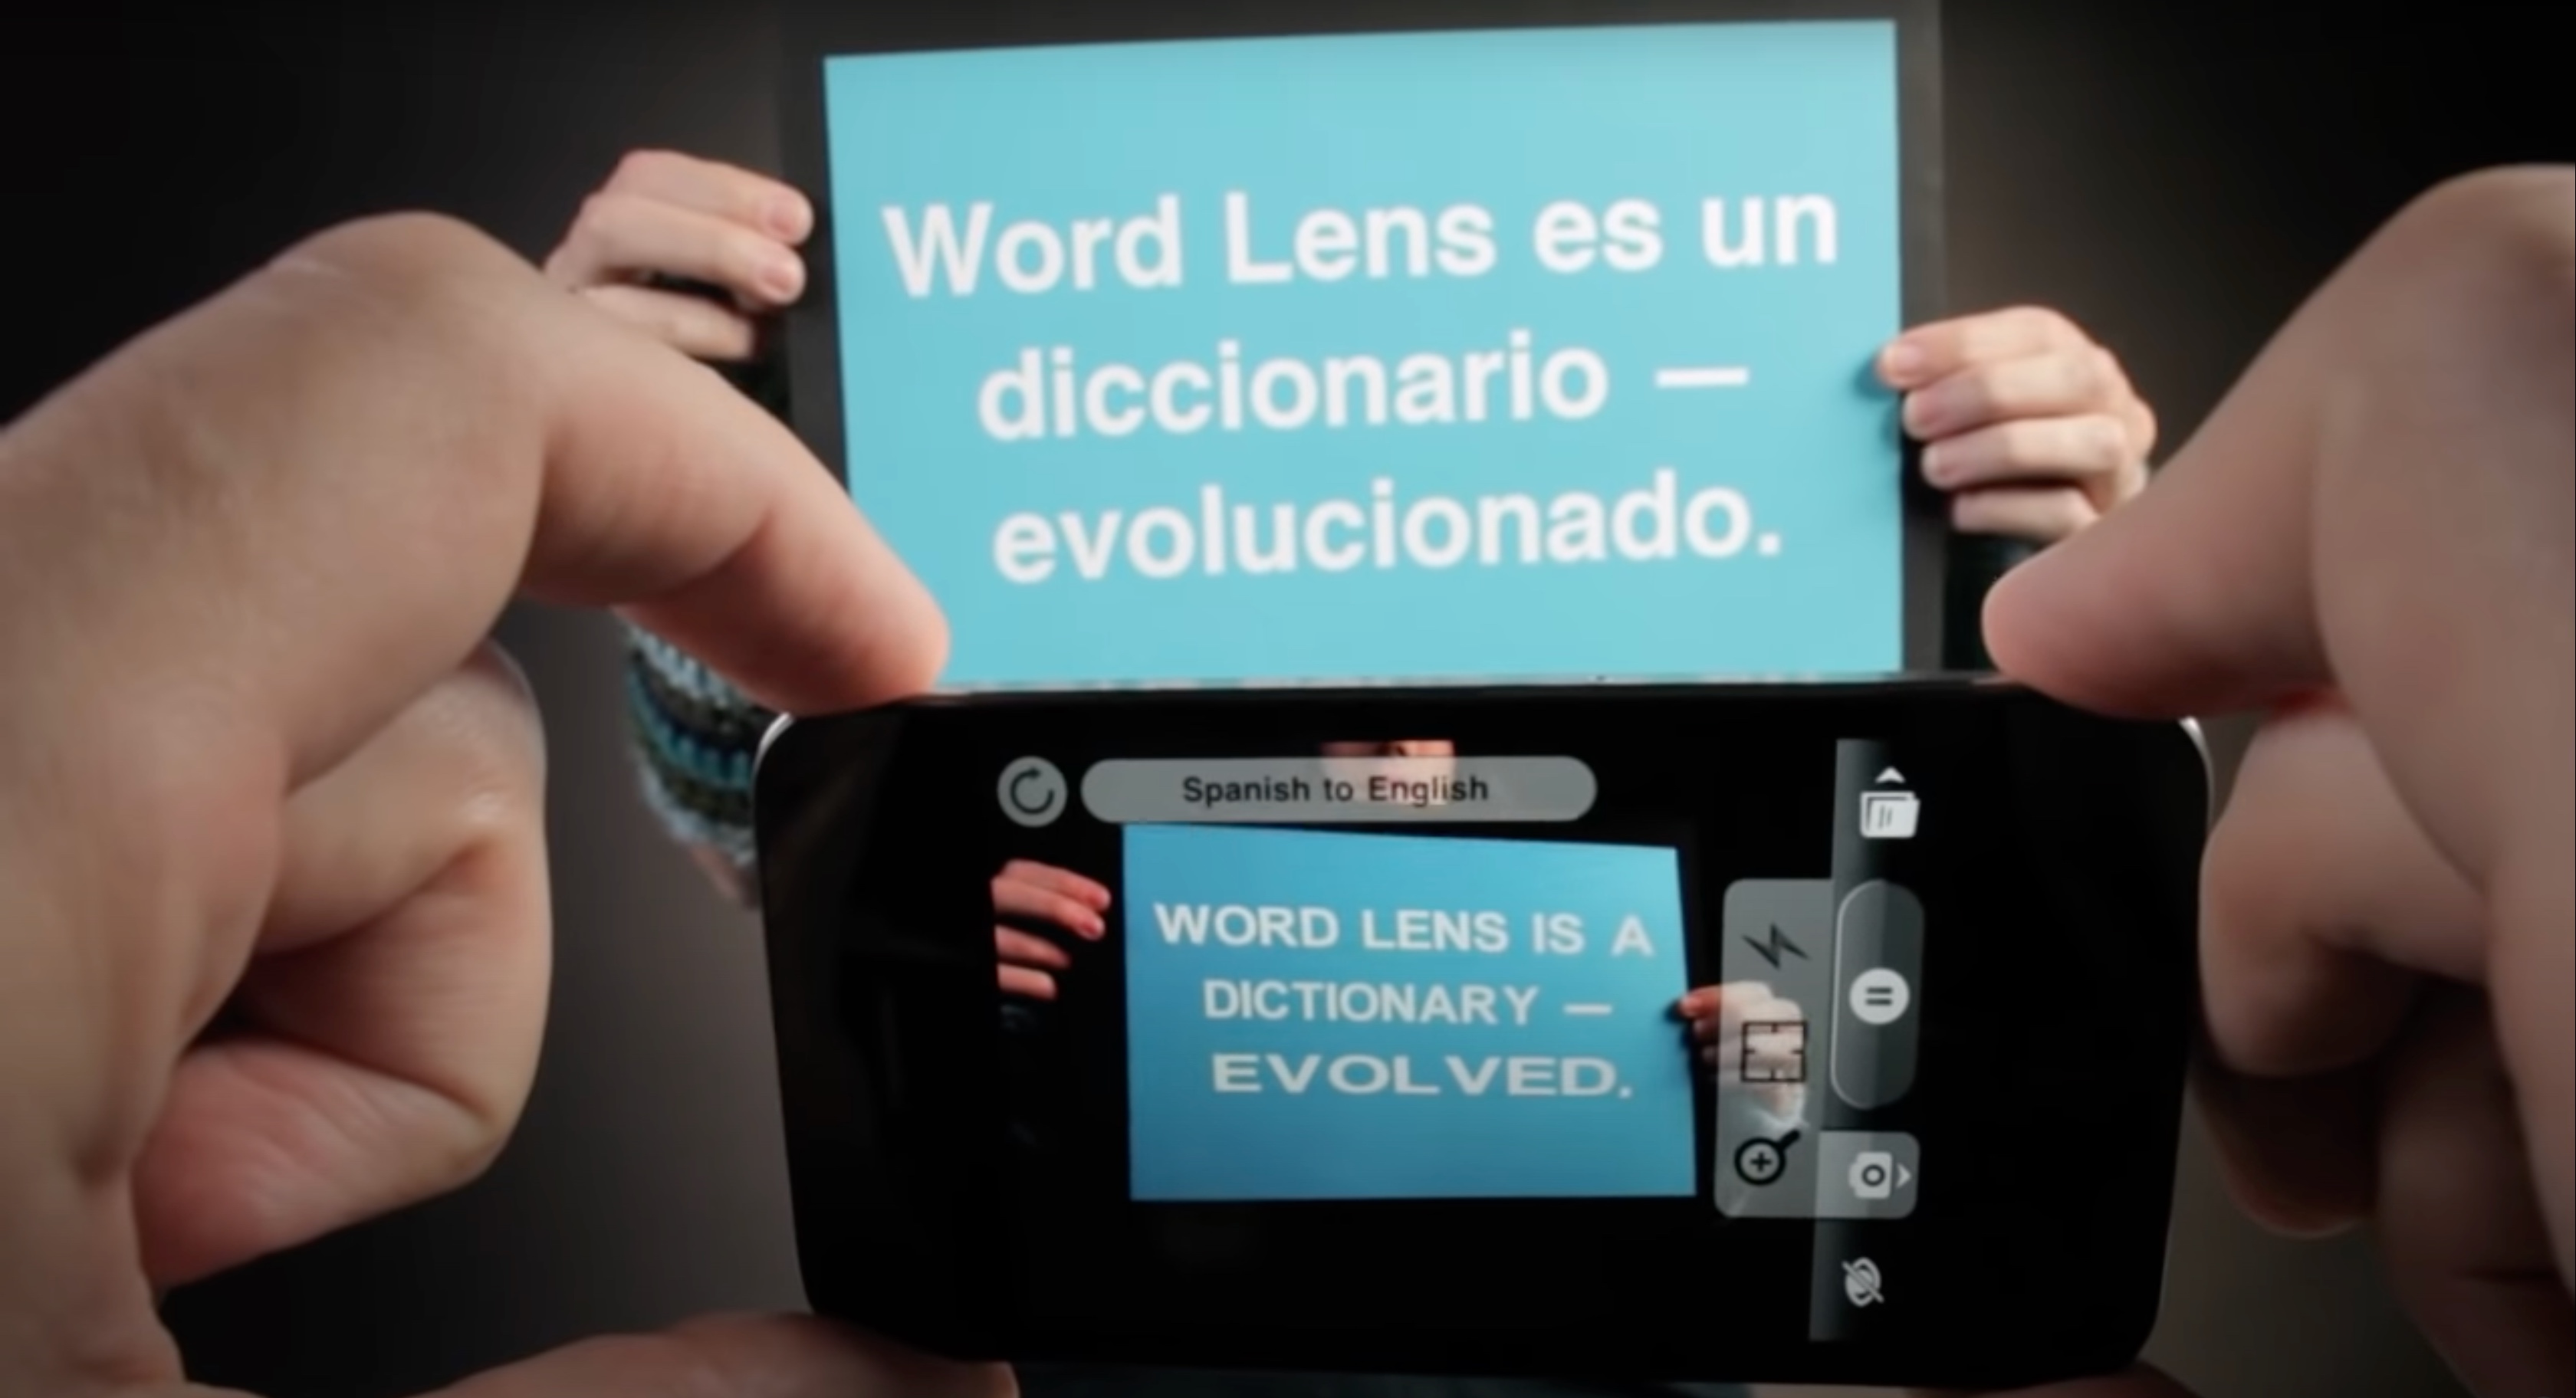 Word Lens es un
diccionario —
evolucionado.
Spanish to English
WORD LENS IS A
DICTIONARY —
EVOLVED.